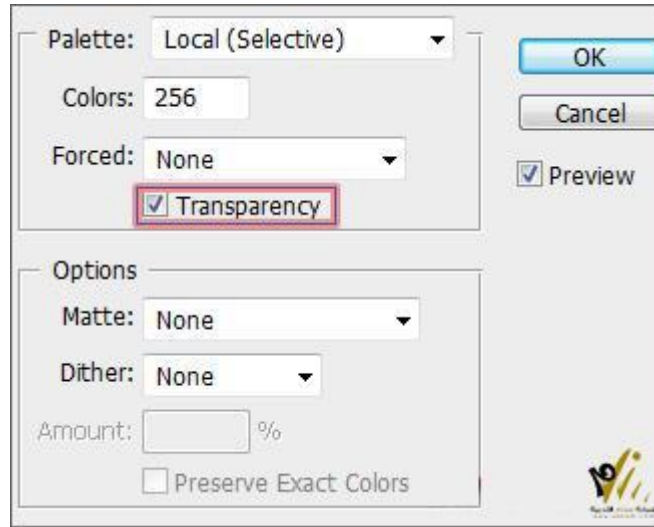 Palette: Local (Selective)
Colors: 256
Forced: None
Transparency
Options
Matte: None
Dither: None
Amount: %
Preserve Exact Colors
OK
Cancel
Preview